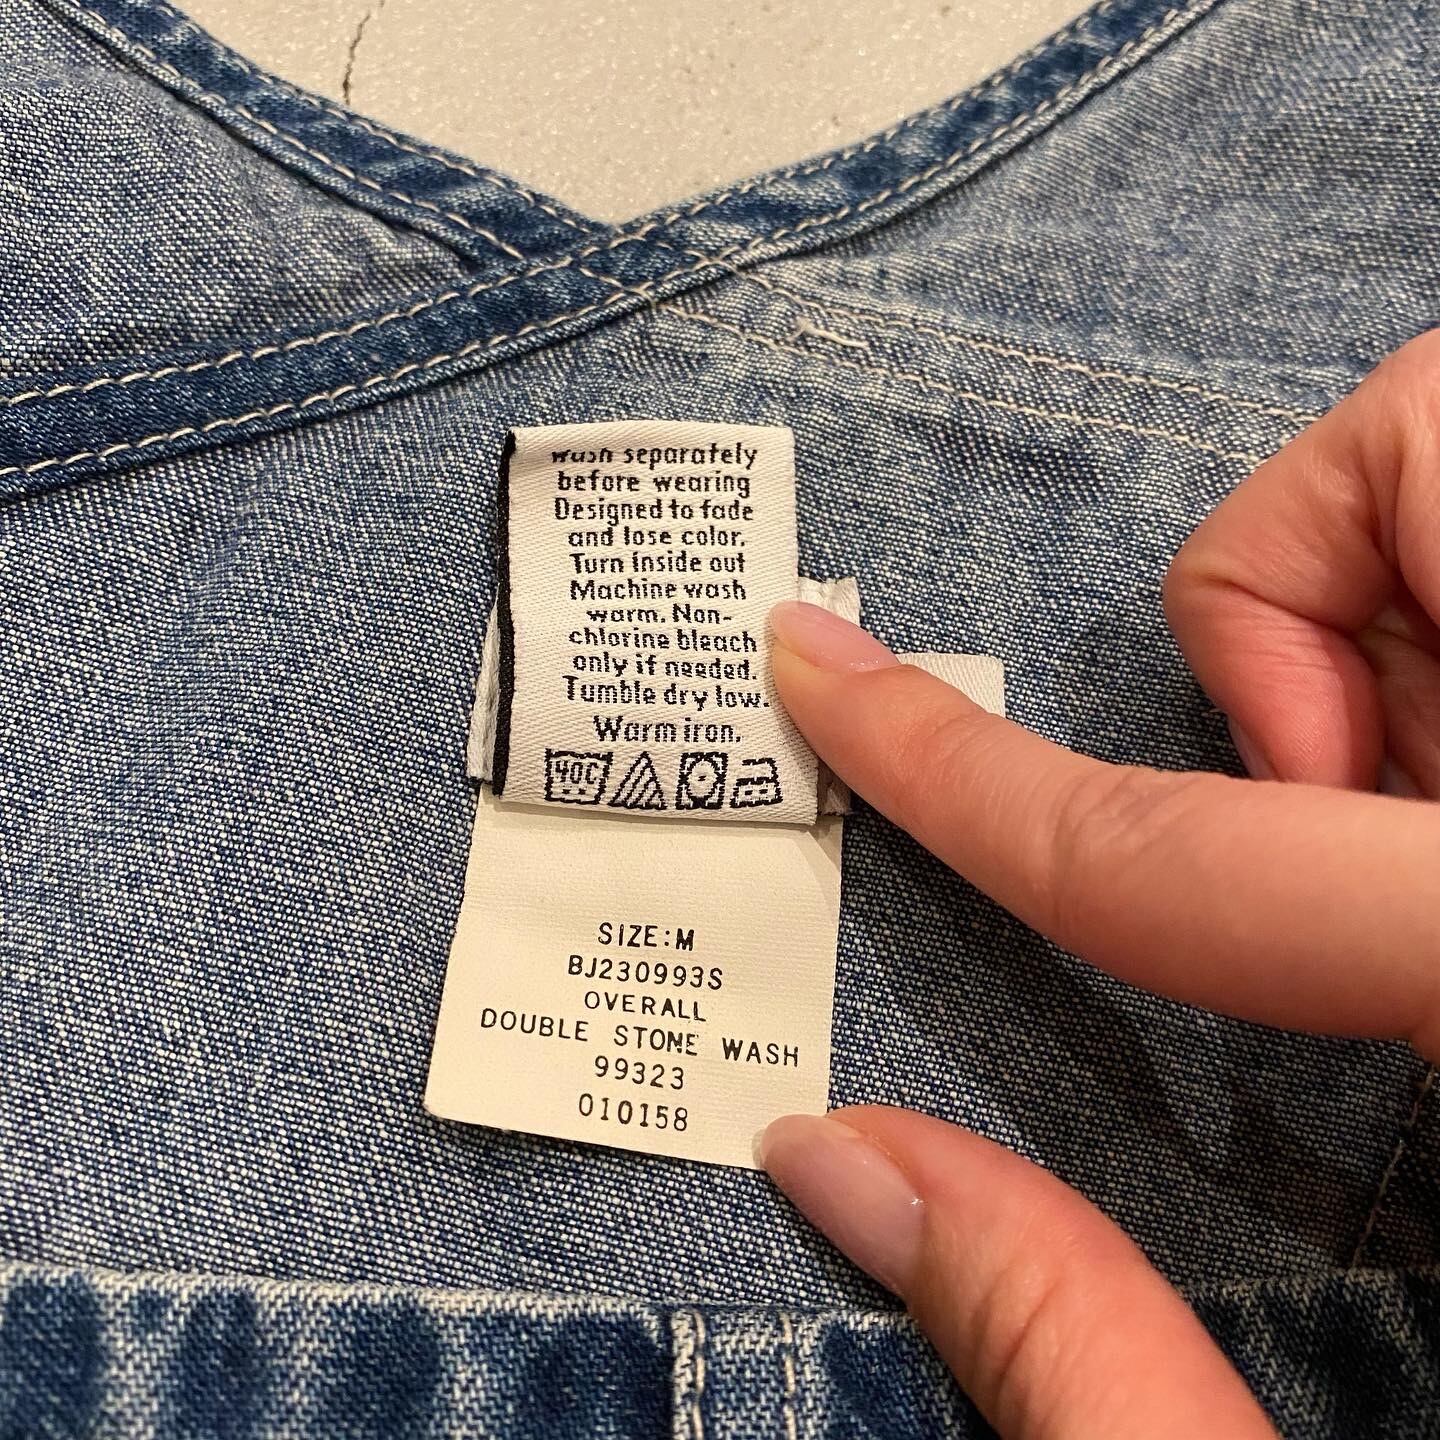 wash separately
before wearing
Designed to fade
and lose color.
Turn inside out
Machine wash
warm. Non-
chlorine bleach
only if needed.
Tumble dry low.
Warm iron.
40C
SIZE:M
BJ230993S
OVERALL
DOUBLE STONE WASH
99323
010158